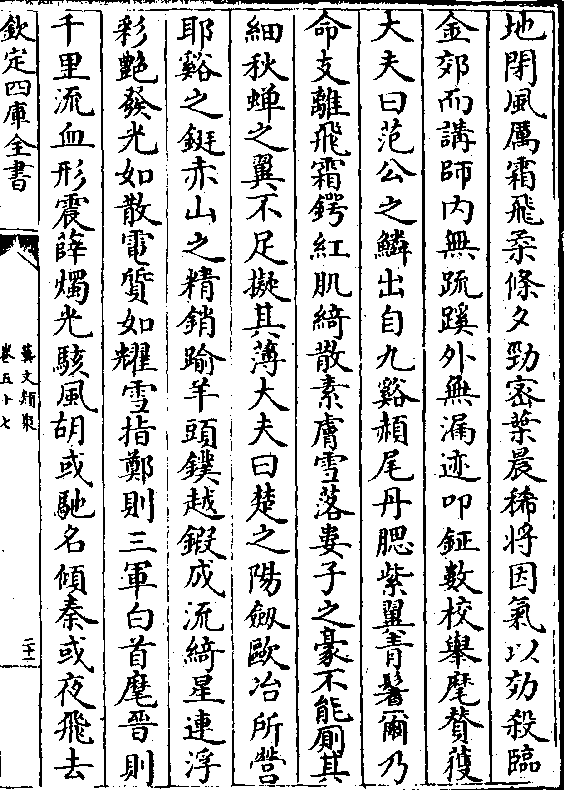 地閉風厲霜飛柔條夕勁密葉晨稀將因氣以効殺臨
金郊而講師内無疏蹊外無漏迹叩鉦數校舉麾贊獲
大夫曰范公之鱗出自九谿赬尾丹腮紫翼青鬐爾乃
命支離飛霜鍔紅肌綺散素膚雪落婁子之豪不能厠其
細秋蟬之翼不足擬其薄大夫曰楚之陽劔歐冶所營
耶谿之鋌赤山之精銷踰羊頭鏷越鍜成流綺星連浮
彩艷發光如散電質如耀雪指鄭則三軍白首麾晉則
千里流血形震薛燭光駭風胡或馳名傾秦或夜飛去
欽定四庫全書
藝文類聚
卷五十七
二十二